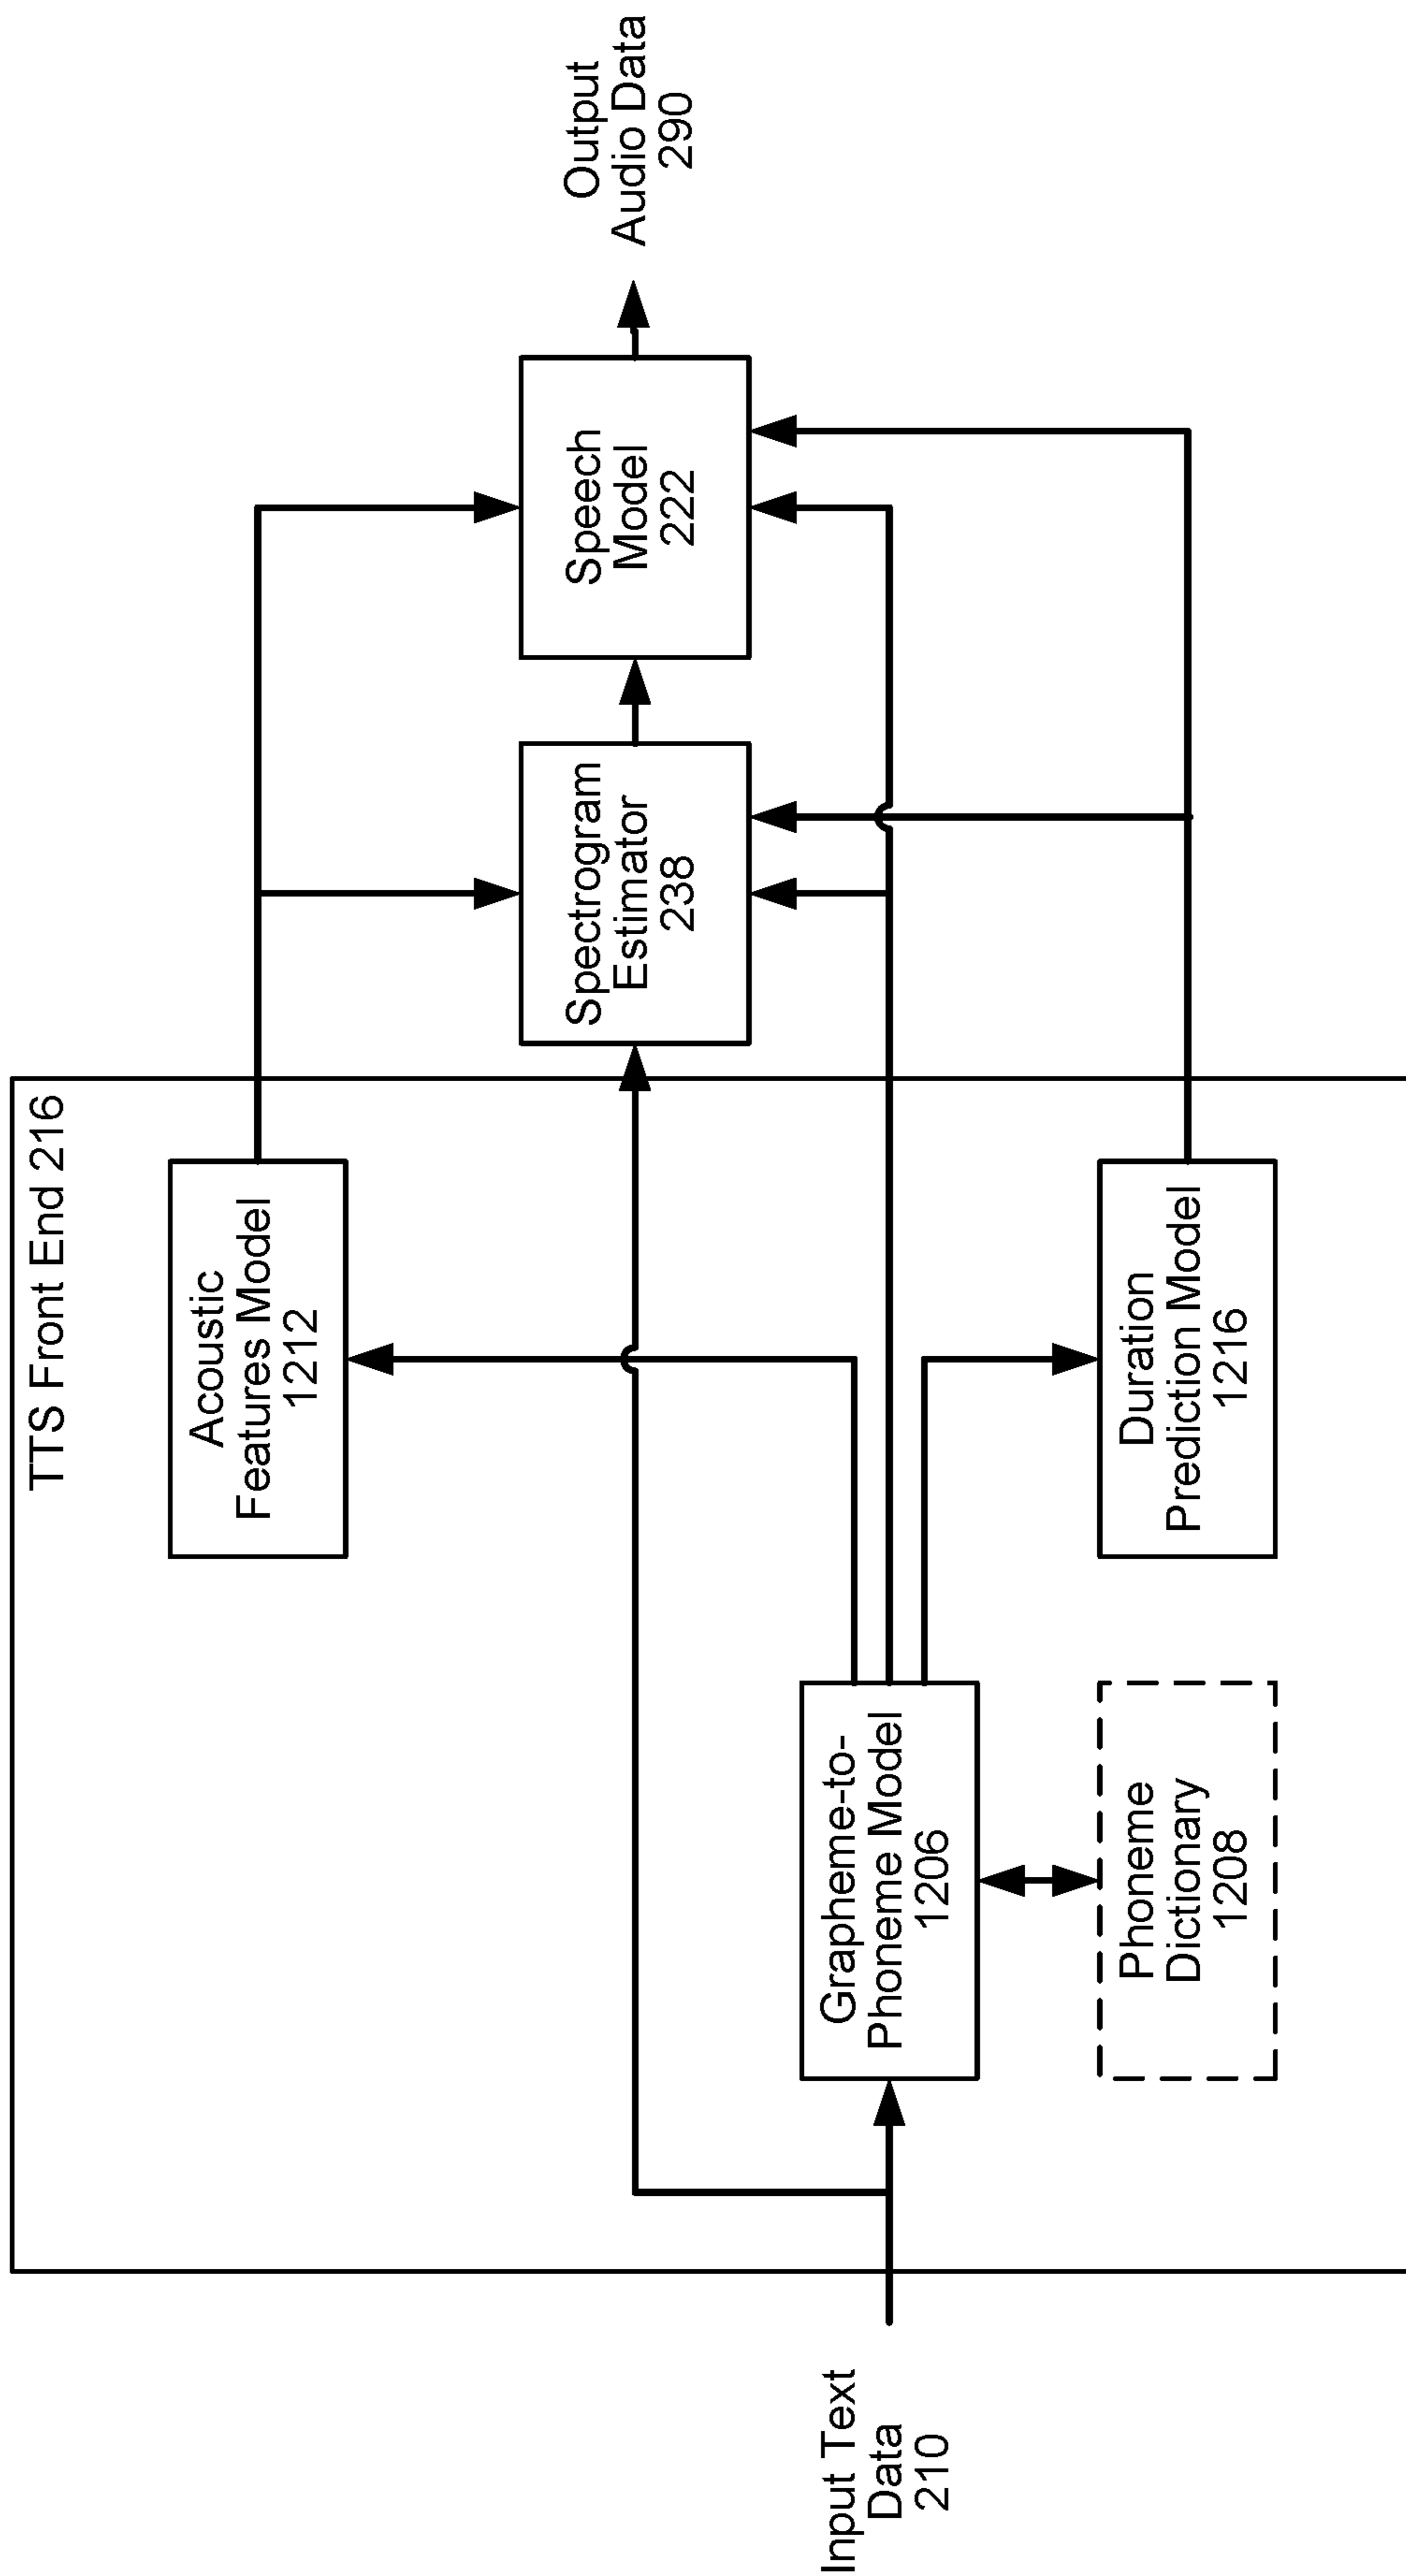 TTS Front End 216
Acoustic
Features Model
1212
Input Text
Data
210
Grapheme-to-
Phoneme Model
1206
Phoneme
Dictionary
1208
Duration
Prediction Model
1216
Spectrogram
Estimator
238
Speech
Model
222
Output
Audio Data
290